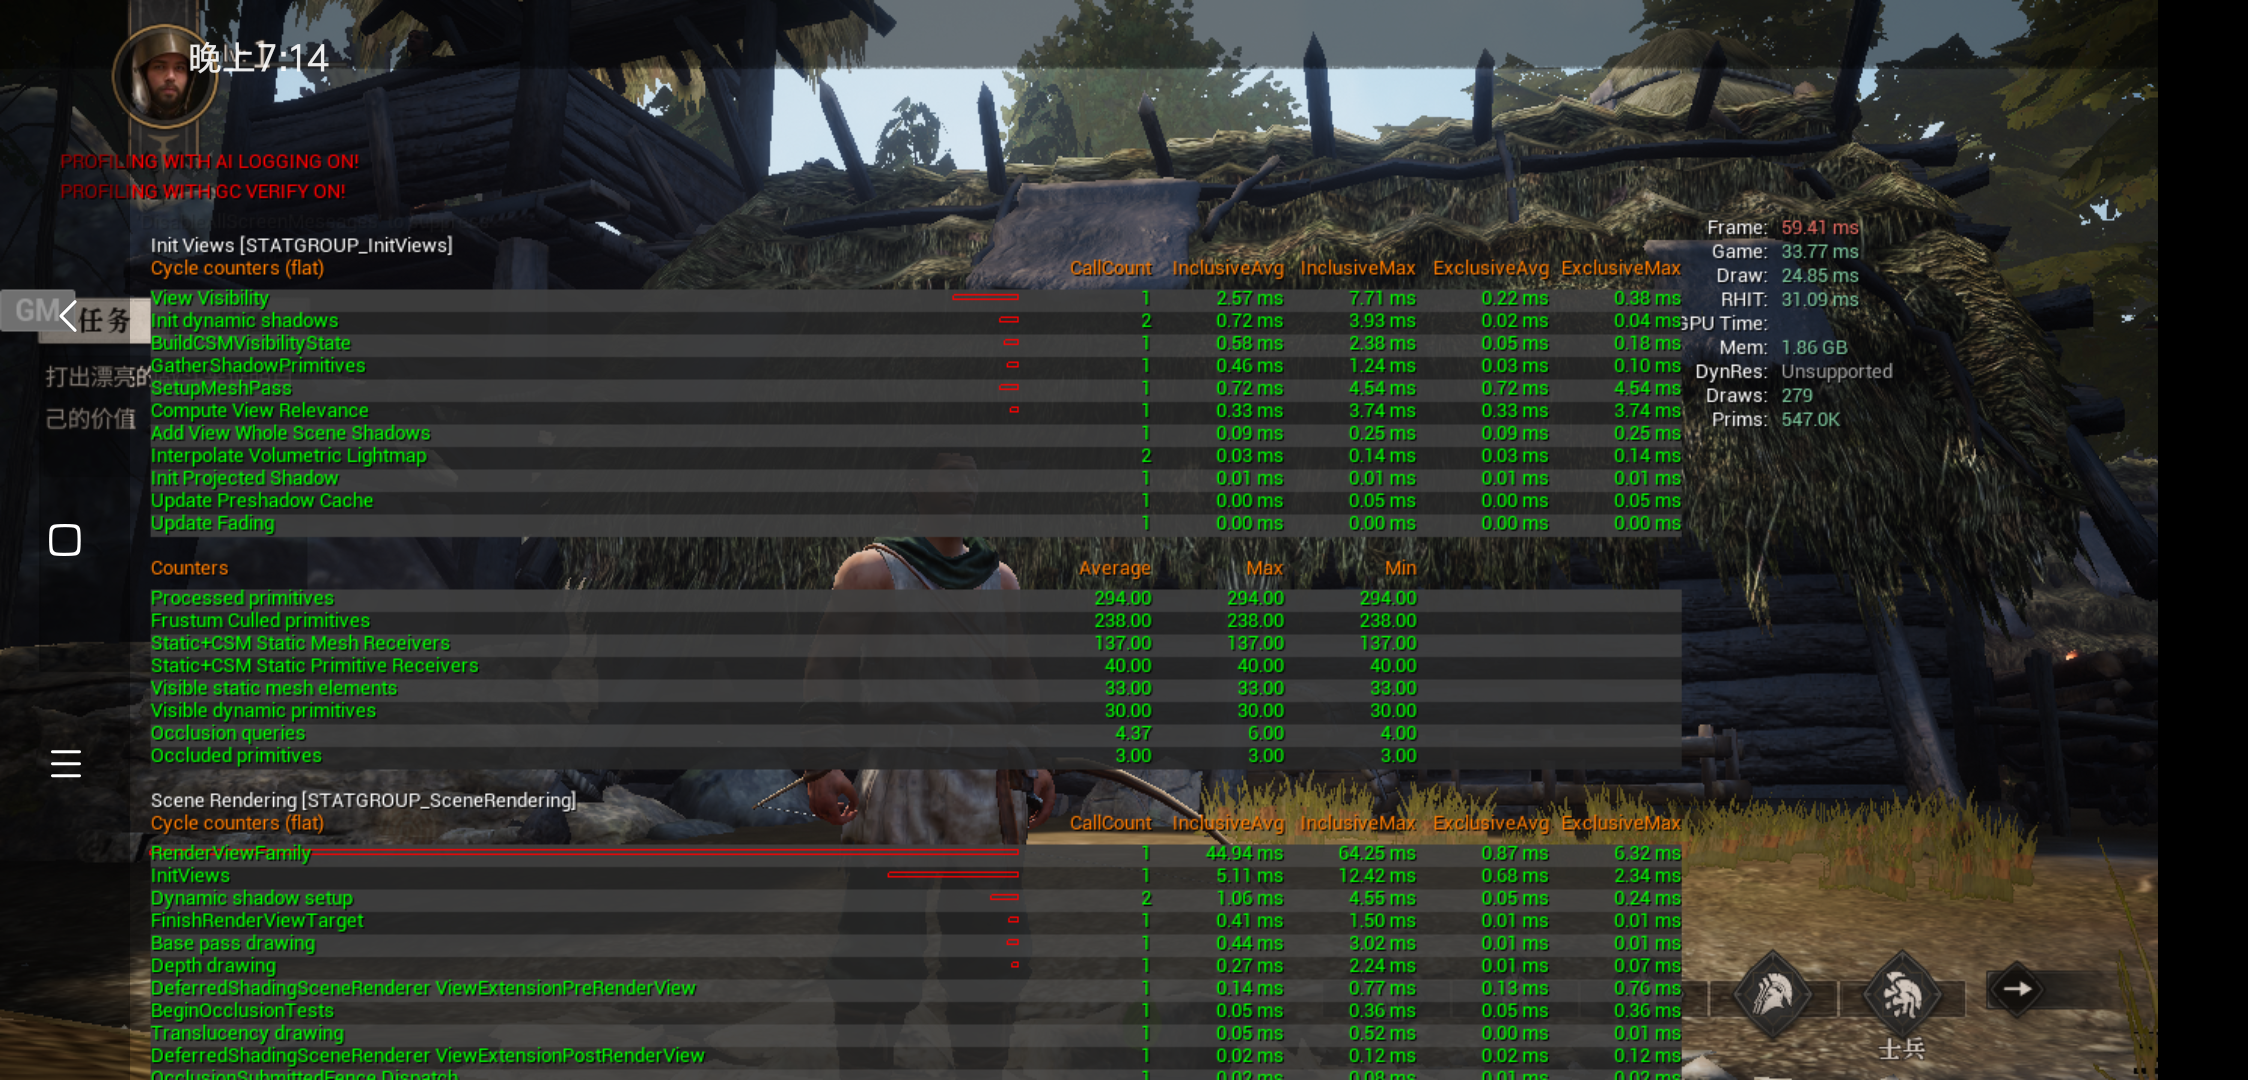 晚上7:14
PROFILING WITH AI LOGGING ON!
PROFILING WITH GC VERIFY ON!
Init Views [STATGROUP_InitViews]
Cycle counters (flat) CallCount InclusiveAvg InclusiveMax ExclusiveAvg ExclusiveMax
View Visibility 1 2.57 ms 7.71 ms 0.22 ms 0.38 ms
Init dynamic shadows 2 0.72 ms 3.93 ms 0.02 ms 0.04 ms
BuildCSMVisibilityState 1 0.58 ms 2.38 ms 0.05 ms 0.18 ms
GatherShadowPrimitives 1 0.46 ms 1.24 ms 0.03 ms 0.10 ms
SetupMeshPass 1 0.72 ms 4.54 ms 0.72 ms 4.54 ms
Compute View Relevance 1 0.33 ms 3.74 ms 0.33 ms 3.74 ms
Add View Whole Scene Shadows 1 0.09 ms 0.25 ms 0.09 ms 0.25 ms
Interpolate Volumetric Lightmap 2 0.03 ms 0.14 ms 0.03 ms 0.14 ms
Init Projected Shadow 1 0.01 ms 0.01 ms 0.01 ms 0.01 ms
Update Preshadow Cache 1 0.00 ms 0.05 ms 0.00 ms 0.05 ms
Update Fading 1 0.00 ms 0.00 ms 0.00 ms 0.00 ms
Counters Average Max Min
Processed primitives 294.00 294.00 294.00
Frustum Culled primitives 238.00 238.00 238.00
Static+CSM Static Mesh Receivers 137.00 137.00 137.00
Static+CSM Static Primitive Receivers 40.00 40.00 40.00
Visible static mesh elements 33.00 33.00 33.00
Visible dynamic primitives 30.00 30.00 30.00
Occlusion queries 4.37 6.00 4.00
Occluded primitives 3.00 3.00 3.00
Scene Rendering [STATGROUP_SceneRendering]
Cycle counters (flat) CallCount InclusiveAvg InclusiveMax ExclusiveAvg ExclusiveMax
RenderViewFamily 1 44.94 ms 64.25 ms 0.87 ms 6.32 ms
InitViews 1 5.11 ms 12.42 ms 0.68 ms 2.34 ms
Dynamic shadow setup 2 1.06 ms 4.55 ms 0.05 ms 0.24 ms
FinishRenderViewTarget 1 0.41 ms 1.50 ms 0.01 ms 0.01 ms
Base pass drawing 1 0.44 ms 3.02 ms 0.01 ms 0.01 ms
Depth drawing 1 0.27 ms 2.24 ms 0.01 ms 0.07 ms
DeferredShadingSceneRenderer ViewExtensionPreRenderView 1 0.14 ms 0.77 ms 0.13 ms 0.76 ms
BeginOcclusionTests 1 0.05 ms 0.36 ms 0.05 ms 0.36 ms
Translucency drawing 1 0.05 ms 0.52 ms 0.00 ms 0.01 ms
DeferredShadingSceneRenderer ViewExtensionPostRenderView 1 0.02 ms 0.12 ms 0.02 ms 0.12 ms
OcclusionSubmittedFence Dispatch 1 0.02 ms 0.08 ms 0.01 ms 0.02 ms
Frame: 59.41 ms
Game: 33.77 ms
Draw: 24.85 ms
RHIT: 31.09 ms
GPU Time:
Mem: 1.86 GB
DynRes: Unsupported
Draws: 279
Prims: 547.0K
GM
任务
打出漂亮的
己的价值
士兵